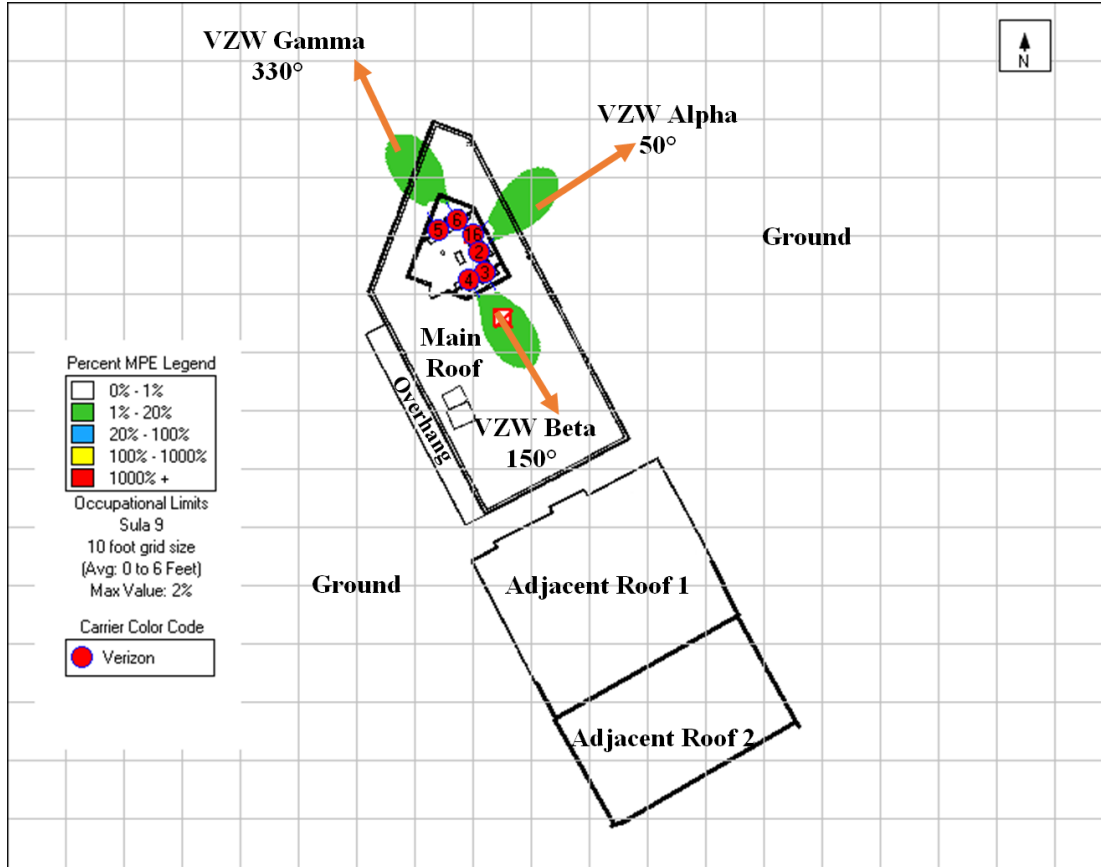 VZW Gamma
330°
N
VZW Alpha
50°
Ground
6
5
16
2
3
4
Main
Roof
Overhang
VZW Beta
150°
Percent MPE Legend
0% - 1%
1% - 20%
20% - 100%
100% - 1000%
1000% +
Occupational Limits
Sula 9
10 foot grid size
(Avg: 0 to 6 Feet)
Max Value: 2%
Carrier Color Code
Verizon
Ground
Adjacent Roof 1
Adjacent Roof 2